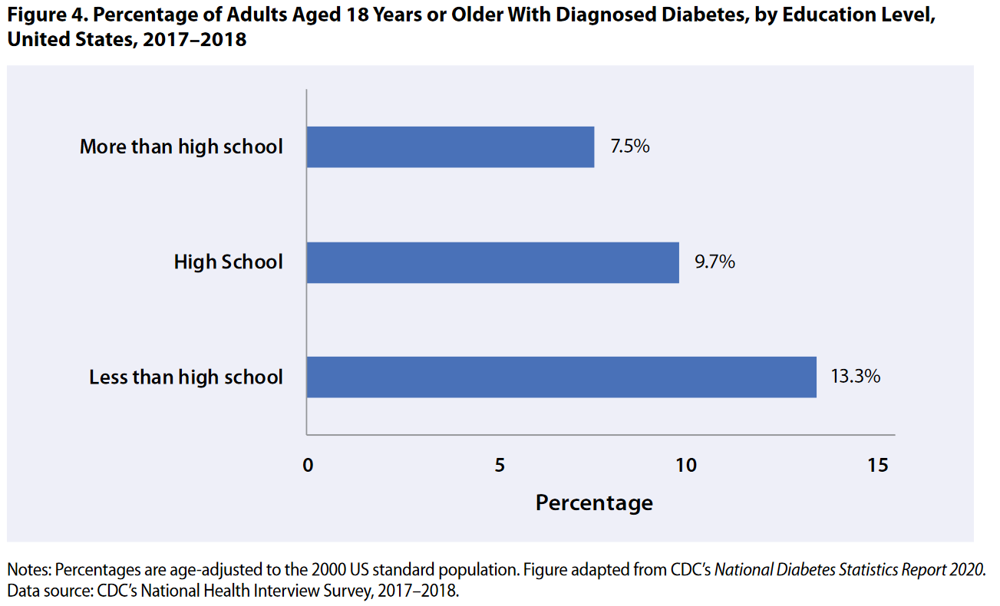 Figure 4. Percentage of Adults Aged 18 Years or Older With Diagnosed Diabetes, by Education Level,
United States, 2017–2018
More than high school
7.5%
High School
9.7%
Less than high school
13.3%
0 5 10 15
Percentage
Notes: Percentages are age-adjusted to the 2000 US standard population. Figure adapted from CDC’s National Diabetes Statistics Report 2020.
Data source: CDC’s National Health Interview Survey, 2017–2018.